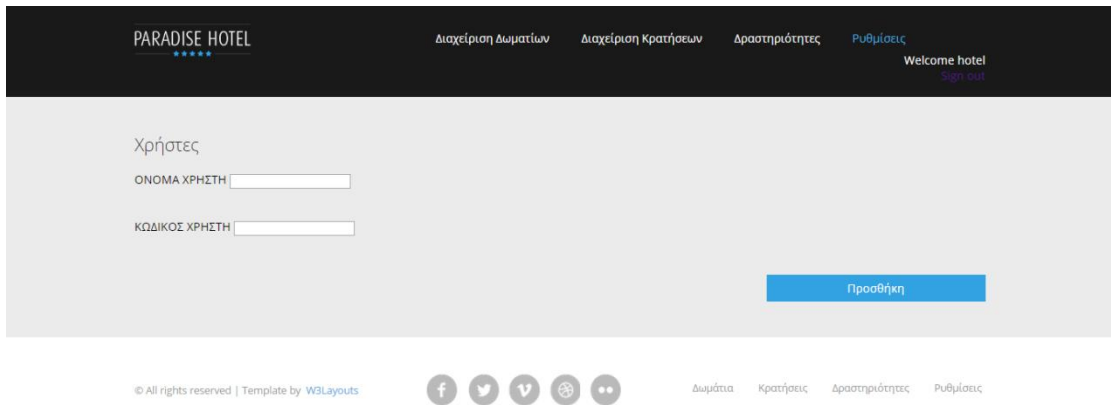 PARADISE HOTEL
Διαχείριση Δωματίων Διαχείριση Κρατήσεων Δραστηριότητες Ρυθμίσεις
Welcome hotel
Sign out
Χρήστες
ΟΝΟΜΑ ΧΡΗΣΤΗ
ΚΩΔΙΚΟΣ ΧΡΗΣΤΗ
Προσθήκη
© All rights reserved | Template by W3Layouts
Δωμάτια Κρατήσεις Δραστηριότητες Ρυθμίσεις